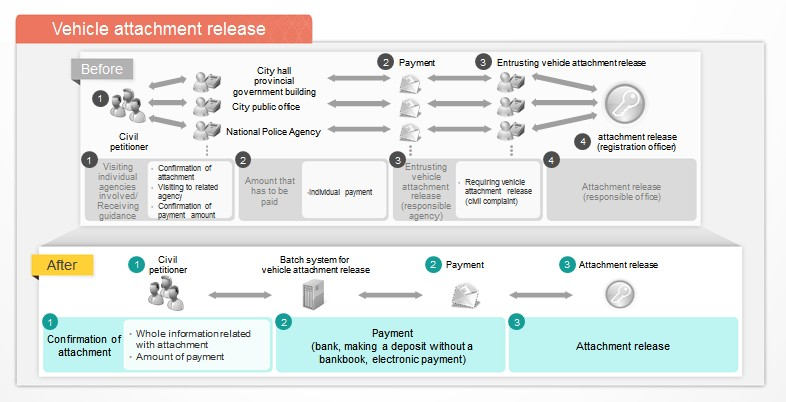 Vehicle attachment release
Before
1
Civil
petitioner
City hall
provincial
government building
City public office
National Police Agency
2 Payment
3 Entrusting vehicle attachment release
4 attachment release
(registration officer)
1
Visiting
individual
agencies
involved/
Receiving
guidance
· Confirmation of
attachment
· Visiting to related
agency
· Confirmation of
payment amount
2
Amount that
has to be
paid
·Individual payment
3
Entrusting
vehicle
attachment
release
(responsible
agency)
· Requiring vehicle
attachment release
(civil complaint)
4
Attachment release
(responsible office)
After
1 Civil
petitioner
Batch system for
vehicle attachment release
2 Payment
3 Attachment release
1
Confirmation of
attachment
· Whole information related
with attachment
· Amount of payment
2
Payment
(bank, making a deposit without a
bankbook, electronic payment)
3
Attachment release